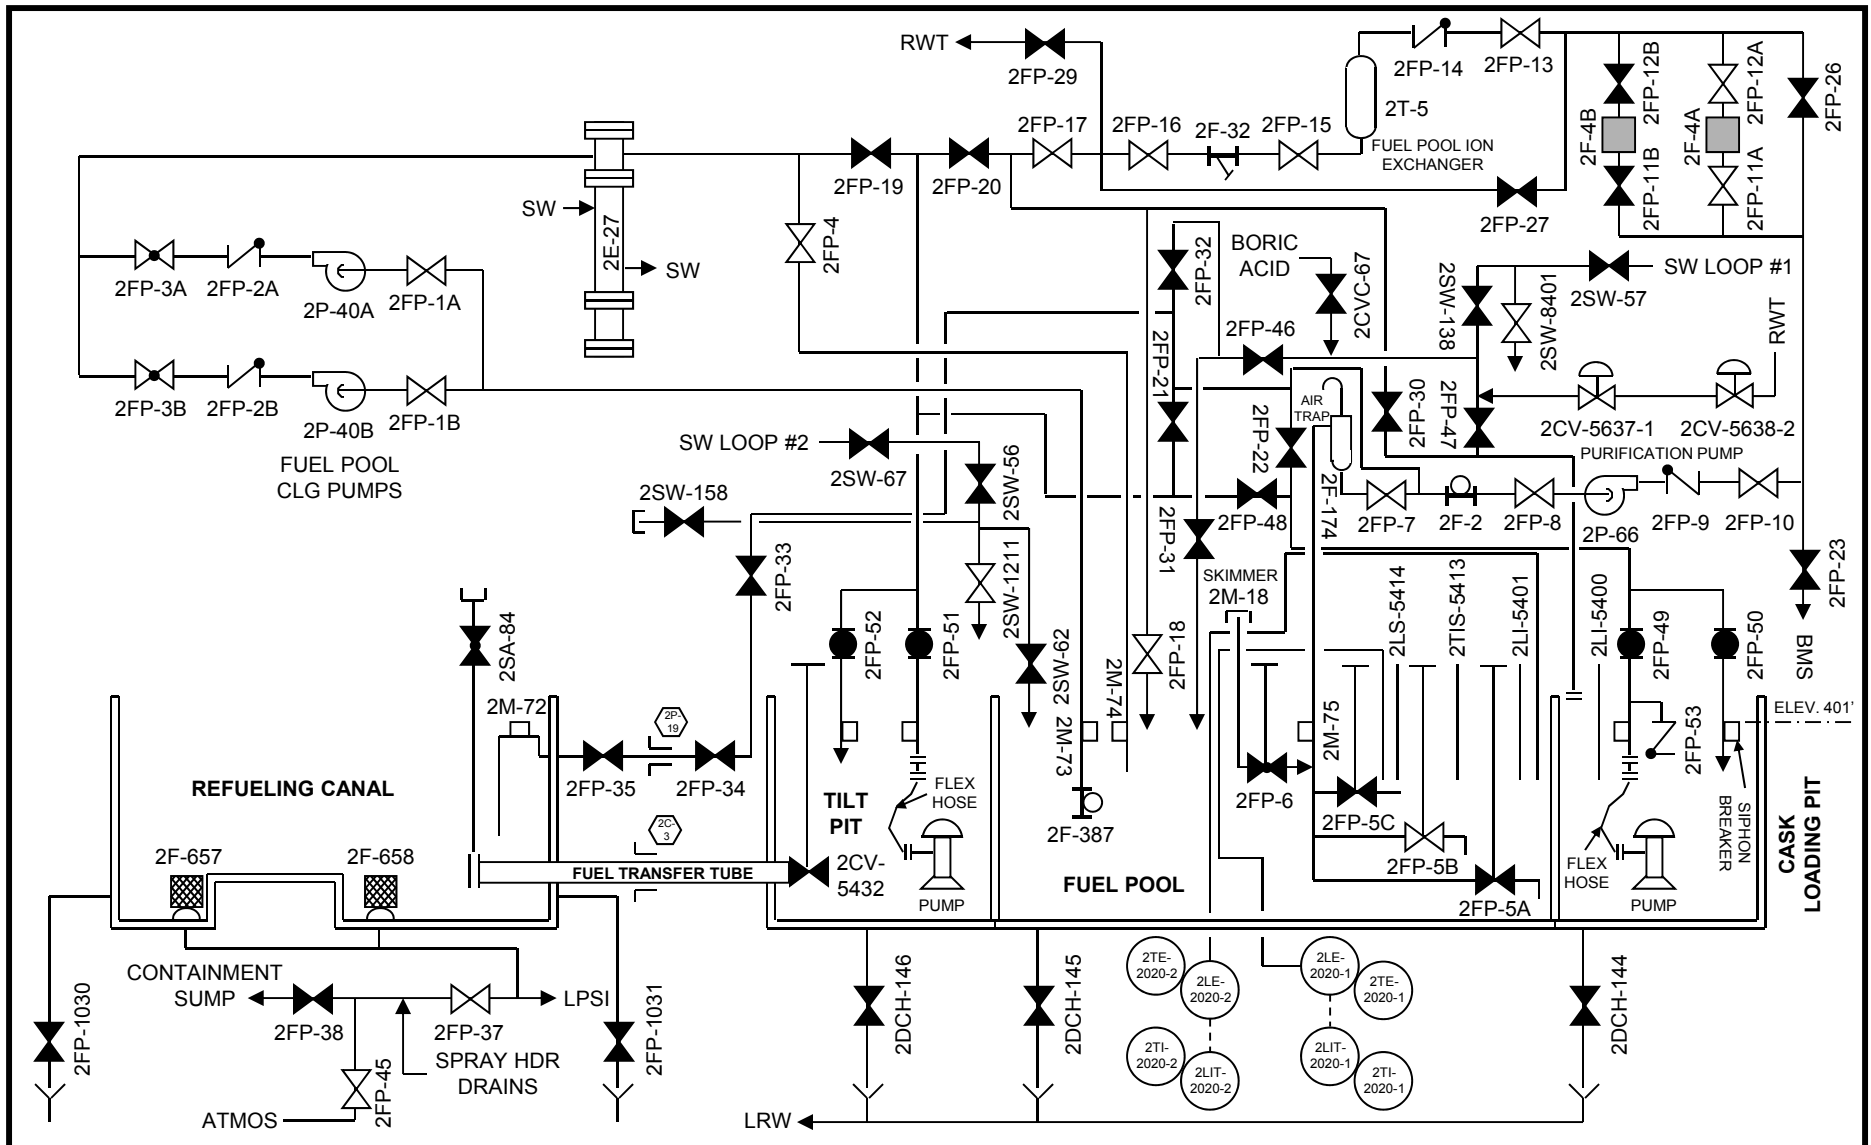 RWT
2FP-29
2FP-14
2FP-13
2FP-12B
2FP-12A
2FP-26
2T-5
2F-4B
2F-4A
2FP-17
2FP-16
2F-32
2FP-15
FUEL POOL ION
EXCHANGER
2FP-11B
2FP-11A
2FP-19
2FP-20
2FP-27
SW
2E-27
SW
2FP-4
2FP-32
BORIC
ACID
2CVC-67
2SW-138
2SW-8401
SW LOOP #1
2SW-57
RWT
2FP-3A
2FP-2A
2P-40A
2FP-1A
2FP-46
2FP-21
2FP-3B
2FP-2B
2P-40B
2FP-1B
FUEL POOL
CLG PUMPS
AIR
TRAP
2FP-30
2FP-47
2CV-5637-1
2CV-5638-2
PURIFICATION PUMP
SW LOOP #2
2SW-67
2SW-56
2FP-22
2SW-158
2FP-48
2F-174
2FP-7
2F-2
2FP-8
2P-66
2FP-9
2FP-10
2FP-33
2SW-1211
2FP-31
2FP-23
SKIMMER
2M-18
2LS-5414
2TIS-5413
2LI-5401
2LI-5400
BMS
2SA-84
2FP-52
2FP-51
2SW-62
2M-74
2FP-18
2FP-49
2FP-50
2M-72
2P-
19
2M-73
2M-75
2FP-53
ELEV. 401'
2FP-35
2FP-34
REFUELING CANAL
TILT
PIT
FLEX
HOSE
2F-387
2FP-6
2FP-5C
SIPHON
BREAKER
CASK
LOADING PIT
2C-
3
2F-657
2F-658
FUEL TRANSFER TUBE
2CV-
5432
PUMP
FUEL POOL
2FP-5B
2FP-5A
FLEX
HOSE
PUMP
CONTAINMENT
SUMP
LPSI
2FP-38
2FP-37
2FP-1030
2FP-1031
2FP-45
SPRAY HDR
DRAINS
ATMOS
2DCH-146
2DCH-145
2DCH-144
2TE-
2020-2
2LE-
2020-2
2LE-
2020-1
2TE-
2020-1
2TI-
2020-2
2LIT-
2020-2
2LIT-
2020-1
2TI-
2020-1
LRW